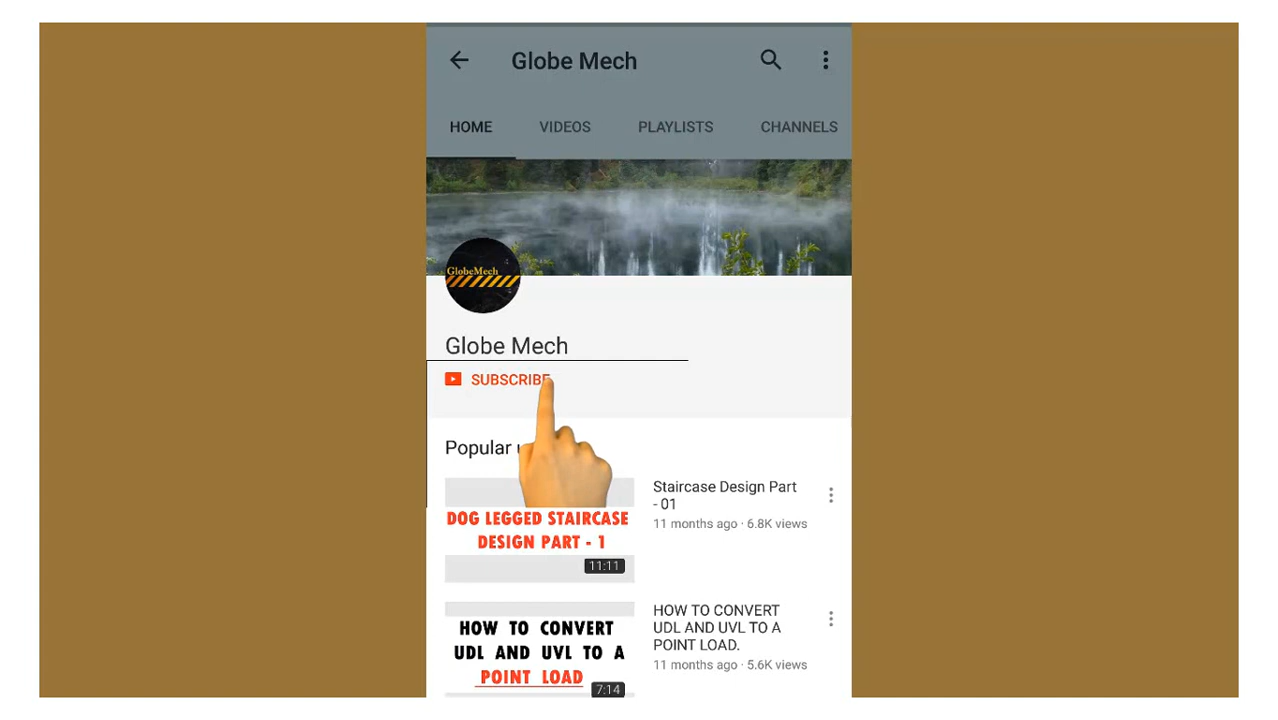 Globe Mech
HOME VIDEOS PLAYLISTS CHANNELS
GlobeMech
Globe Mech
SUBSCRIBE
Popular
DOG LEGGED STAIRCASE
DESIGN PART - 1
11:11
Staircase Design Part
- 01
11 months ago · 6.8K views
HOW TO CONVERT
UDL AND UVL TO A
POINT LOAD
7:14
HOW TO CONVERT
UDL AND UVL TO A
POINT LOAD.
11 months ago · 5.6K views